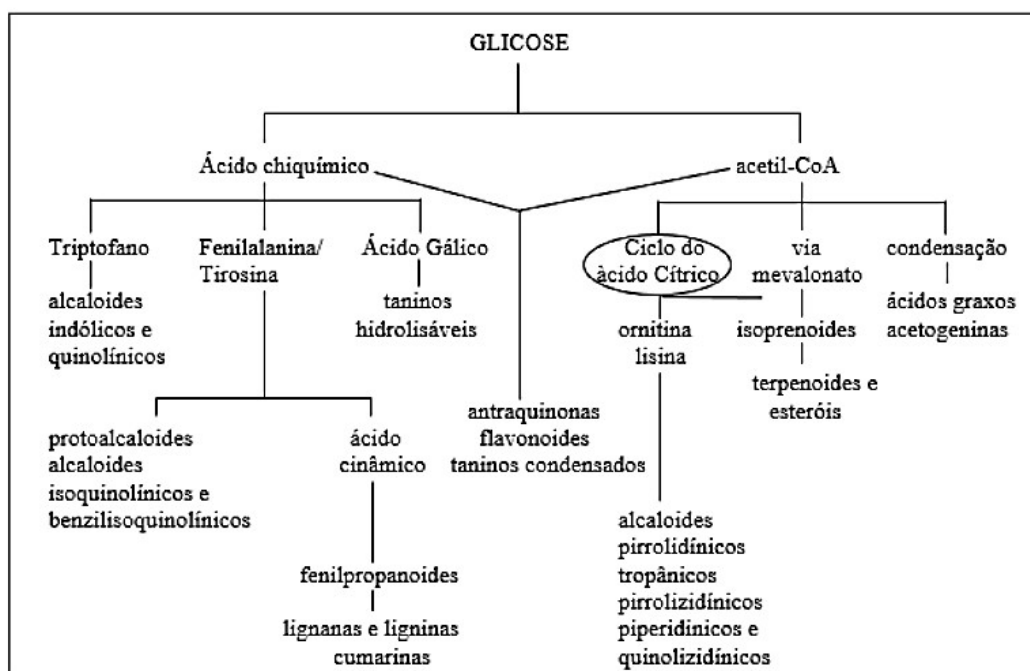 GLICOSE
Ácido chiquímico
acetil-CoA
Triptofano
Fenilalanina/
Tirosina
Ácido Gálico
Ciclo do
àcido Cítrico
via
mevalonato
condensação
alcaloides
indólicos e
quinolínicos
taninos
hidrolisáveis
ornitina
lisina
isoprenoides
ácidos graxos
acetogeninas
terpenoides e
esteróis
protoalcaloides
alcaloides
isoquinolínicos e
benzilisoquinolínicos
ácido
cinâmico
antraquinonas
flavonoides
taninos condensados
fenilpropanoides
lignanas e ligninas
cumarinas
alcaloides
pirrolidínicos
tropânicos
pirrolizidínicos
piperidinicos e
quinolizidínicos